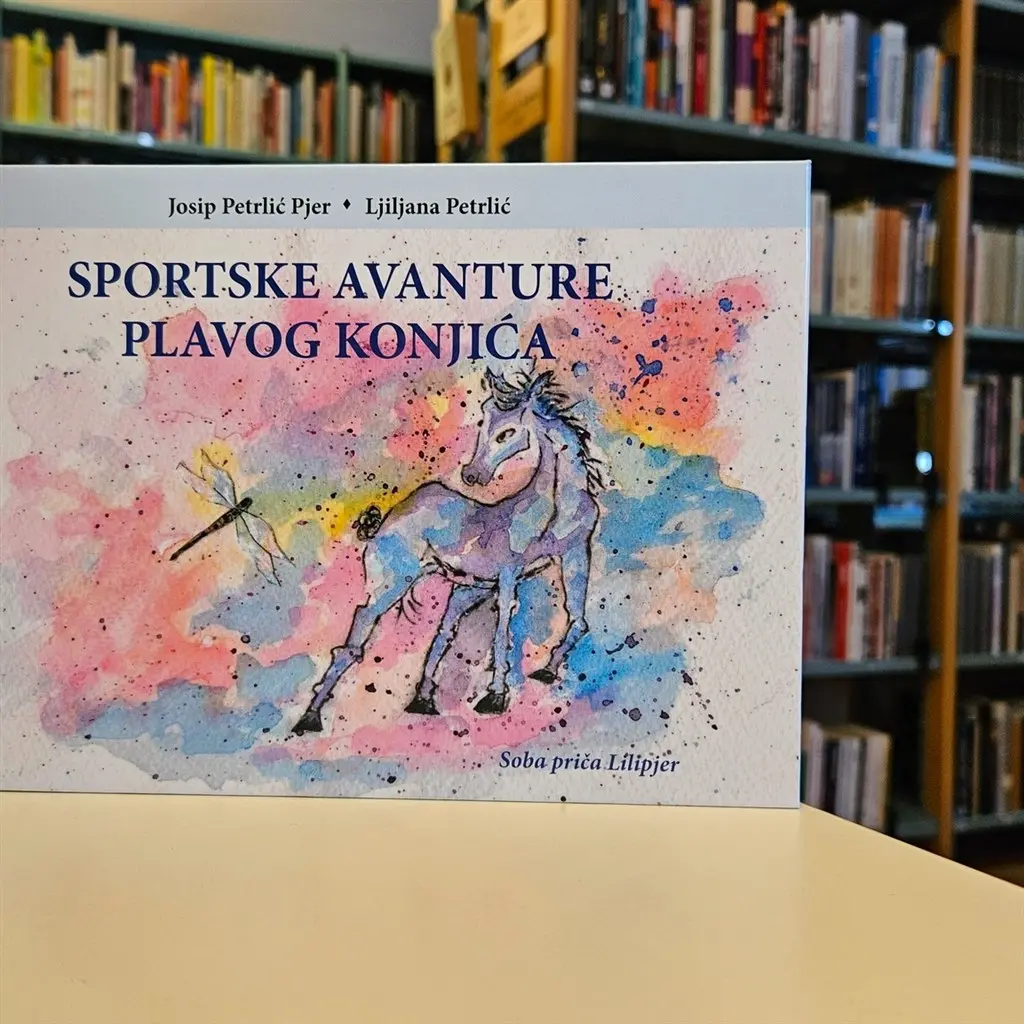 Josip Petrlić Pjer ♦ Ljiljana Petrlić
SPORTSKE AVANTURE
PLAVOG KONJIĆA
Soba priča Lilipjer